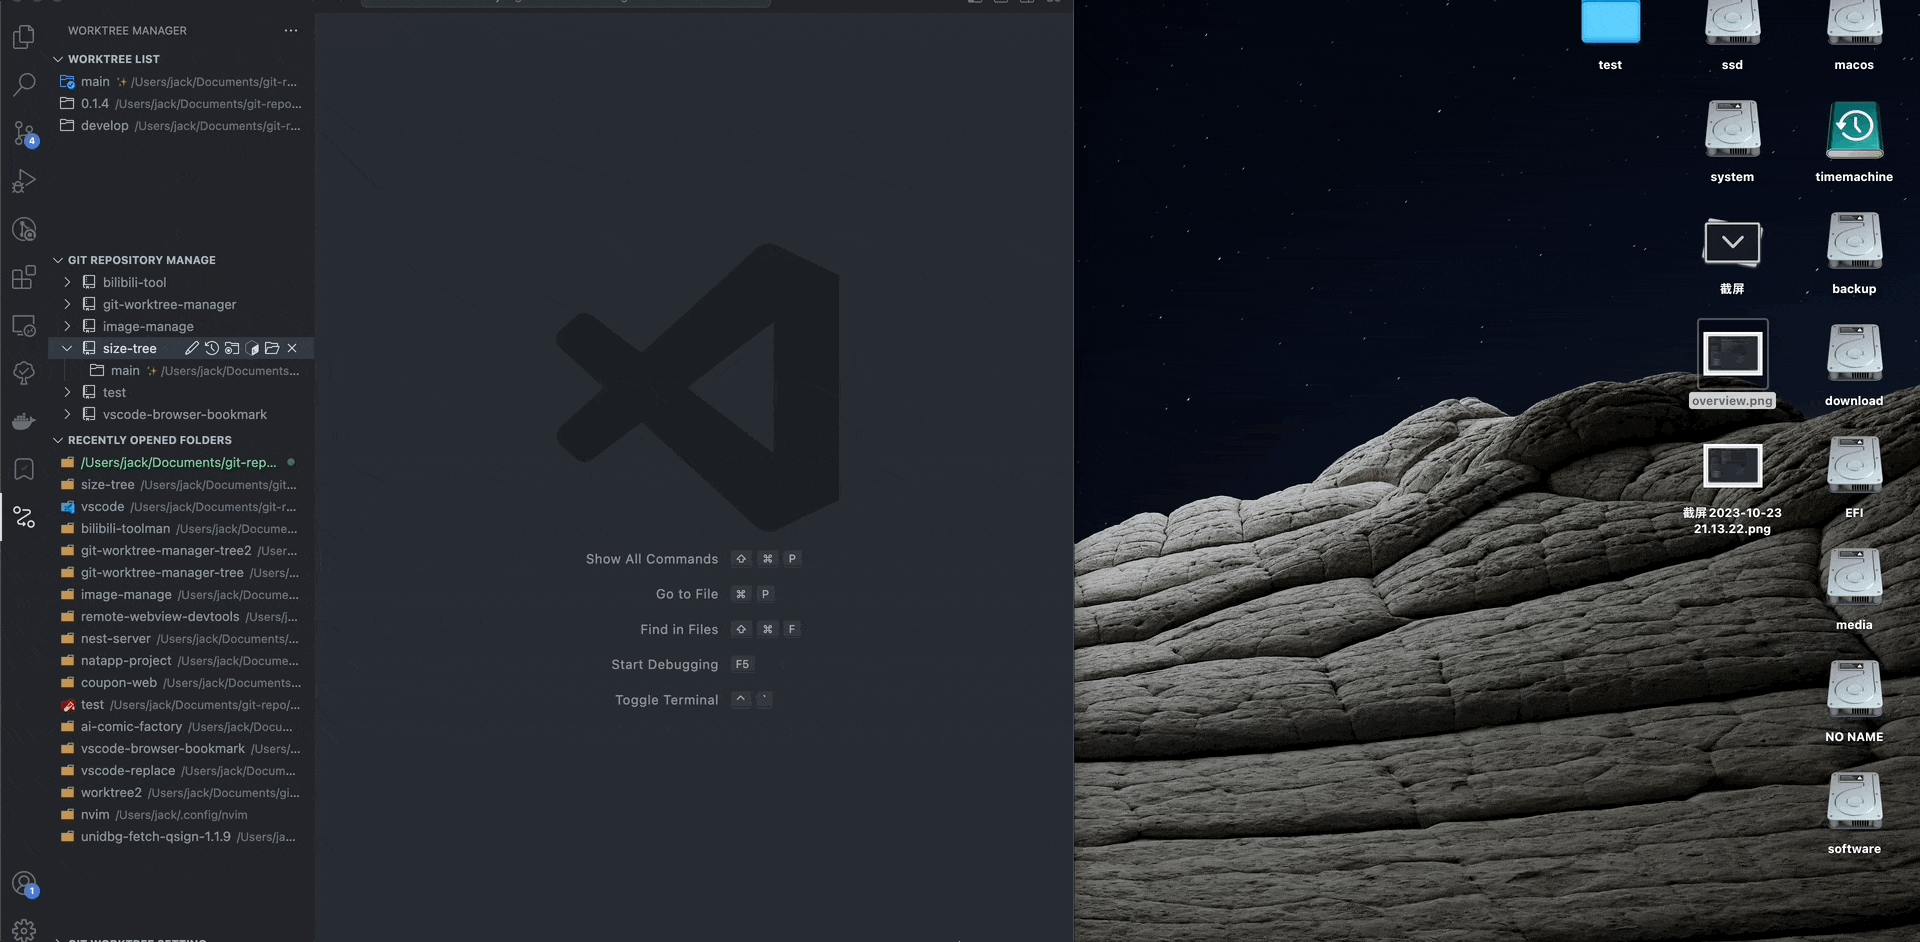 WORKTREE MANAGER
WORKTREE LIST
main ✨ /Users/jack/Documents/git-r...
0.1.4 /Users/jack/Documents/git-repo...
develop /Users/jack/Documents/git-r...
4
GIT REPOSITORY MANAGE
bilibili-tool
git-worktree-manager
image-manage
size-tree
main ✨ /Users/jack/Documents...
test
vscode-browser-bookmark
RECENTLY OPENED FOLDERS
/Users/jack/Documents/git-rep...
size-tree /Users/jack/Documents/git...
vscode /Users/jack/Documents/git-r...
bilibili-toolman /Users/jack/Docume...
git-worktree-manager-tree2 /User...
git-worktree-manager-tree /Users/...
image-manage /Users/jack/Docume...
remote-webview-devtools /Users/j...
nest-server /Users/jack/Documents/...
natapp-project /Users/jack/Docume...
coupon-web /Users/jack/Documents...
test /Users/jack/Documents/git-repo/...
ai-comic-factory /Users/jack/Docu...
vscode-browser-bookmark /Users/...
vscode-replace /Users/jack/Docum...
worktree2 /Users/jack/Documents/gi...
nvim /Users/jack/.config/nvim
unidbg-fetch-qsign-1.1.9 /Users/ja...
1
Show All Commands ⇧ ⌘ P
Go to File ⌘ P
Find in Files ⇧ ⌘ F
Start Debugging F5
Toggle Terminal ^ `
test
ssd
macos
system
timemachine
截屏
backup
overview.png
download
截屏2023-10-23
21.13.22.png
EFI
media
NO NAME
software